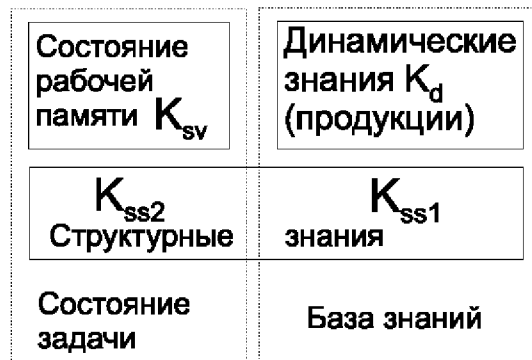 Состояние
рабочей
памяти K_sv
Динамические
знания K_d
(продукции)
K_ss2 K_ss1
Структурные знания
Состояние
задачи
База знаний